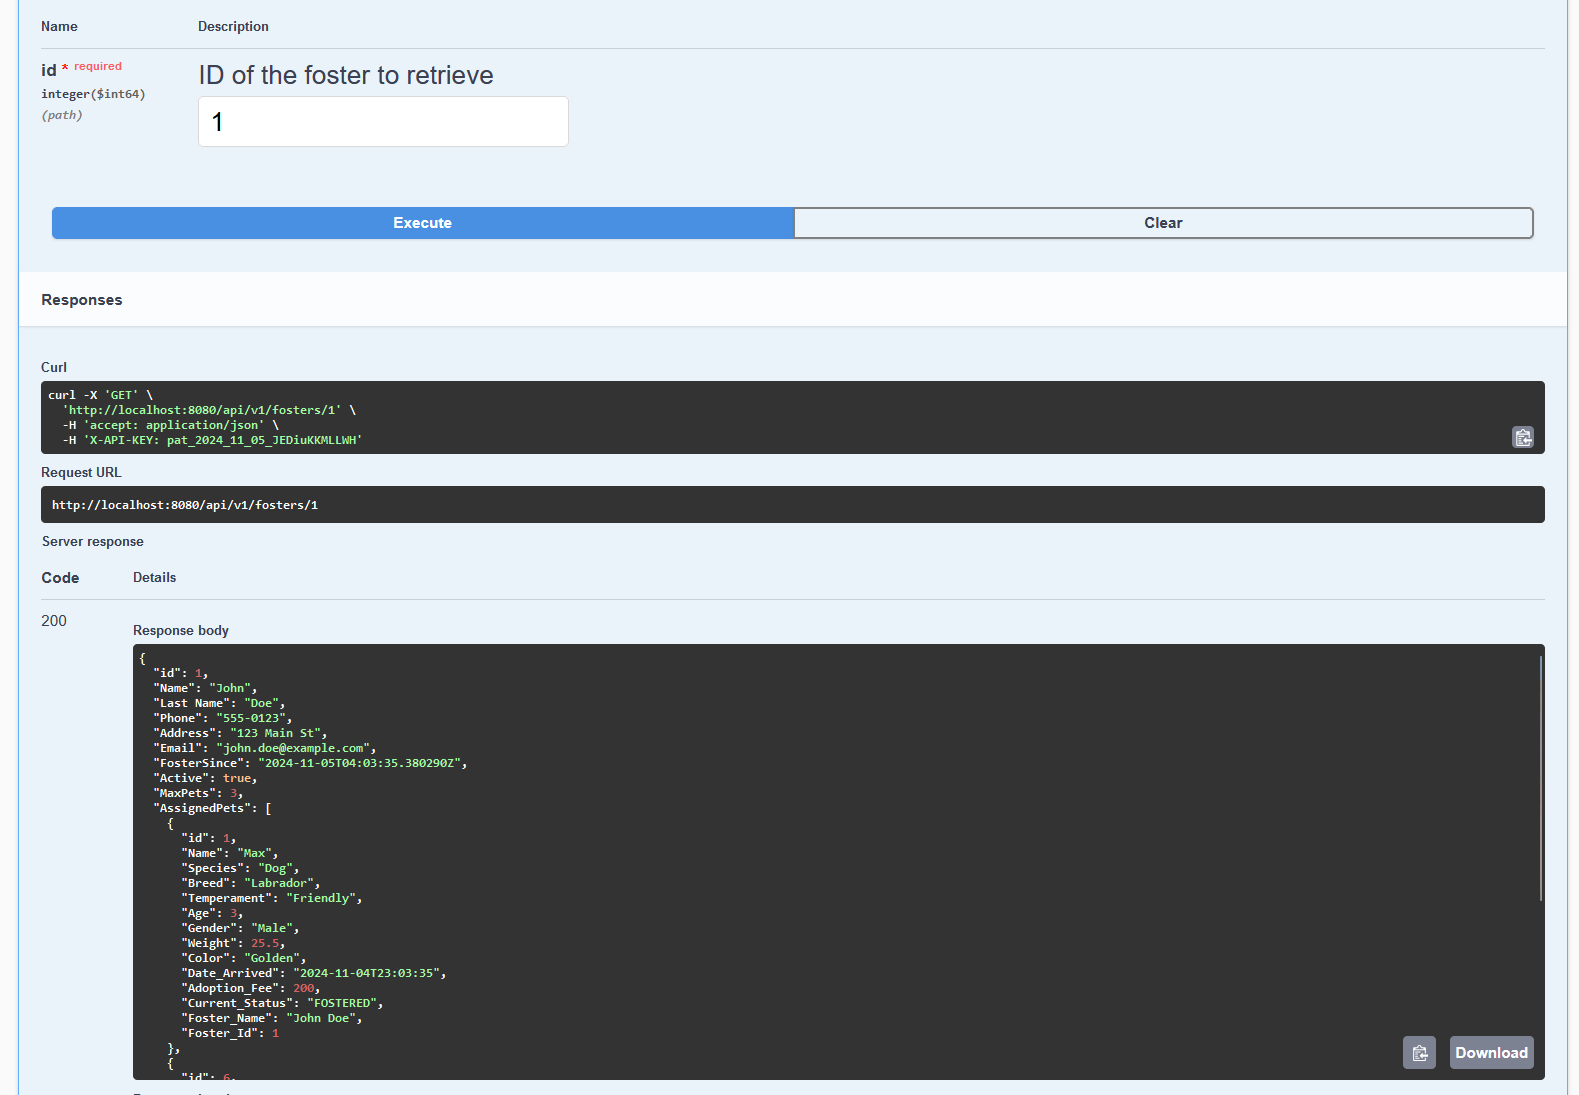 Name Description
id * required
ID of the foster to retrieve
integer($int64)
(path)
1
Execute Clear
Responses
Curl
curl -X 'GET' \
  'http://localhost:8080/api/v1/fosters/1' \
  -H 'accept: application/json' \
  -H 'X-API-KEY: pat_2024_11_05_JEDiuKKMLLWH'
Request URL
http://localhost:8080/api/v1/fosters/1
Server response
Code Details
200
Response body
{
  "id": 1,
  "Name": "John",
  "Last Name": "Doe",
  "Phone": "555-0123",
  "Address": "123 Main St",
  "Email": "john.doe@example.com",
  "FosterSince": "2024-11-05T04:03:35.380290Z",
  "Active": true,
  "MaxPets": 3,
  "AssignedPets": [
    {
      "id": 1,
      "Name": "Max",
      "Species": "Dog",
      "Breed": "Labrador",
      "Temperament": "Friendly",
      "Age": 3,
      "Gender": "Male",
      "Weight": 25.5,
      "Color": "Golden",
      "Date_Arrived": "2024-11-04T23:03:35",
      "Adoption_Fee": 200,
      "Current_Status": "FOSTERED",
      "Foster_Name": "John Doe",
      "Foster_Id": 1
    },
    {
      "id": 6,
Download